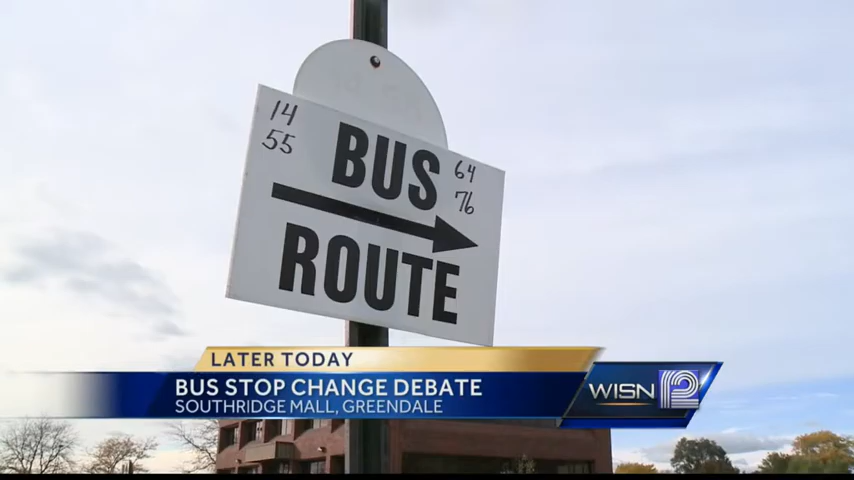 14
55
BUS
64
76
ROUTE
LATER TODAY
BUS STOP CHANGE DEBATE
SOUTHRIDGE MALL, GREENDALE
WISN 12